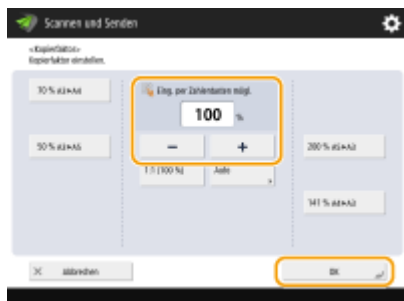 Scannen und Senden
<Kopierfaktor>
Kopierfaktor einstellen.
70 % A3►A4
Eing. per Zahlentasten mögl.
100 %
50 % A3►A5
−
+
200 % A5►A3
1:1 (100 %)
Auto
141 % A4►A3
Abbrechen
OK